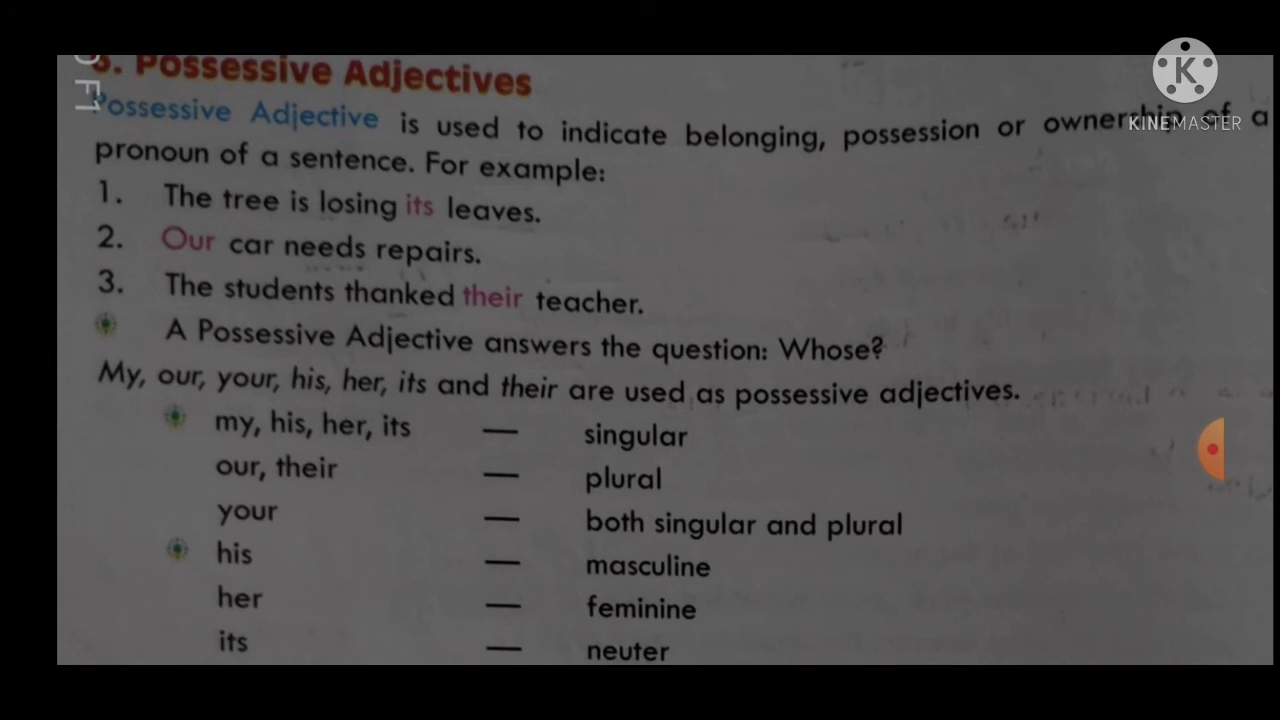 Possessive Adjectives
Possessive Adjective is used to indicate belonging, possession or ownership of a
pronoun of a sentence. For example:
1. The tree is losing its leaves.
2. Our car needs repairs.
3. The students thanked their teacher.
A Possessive Adjective answers the question: Whose?
My, our, your, his, her, its and their are used as possessive adjectives.
my, his, her, its — singular
our, their — plural
your — both singular and plural
his — masculine
her — feminine
its — neuter
K
KINEMASTER